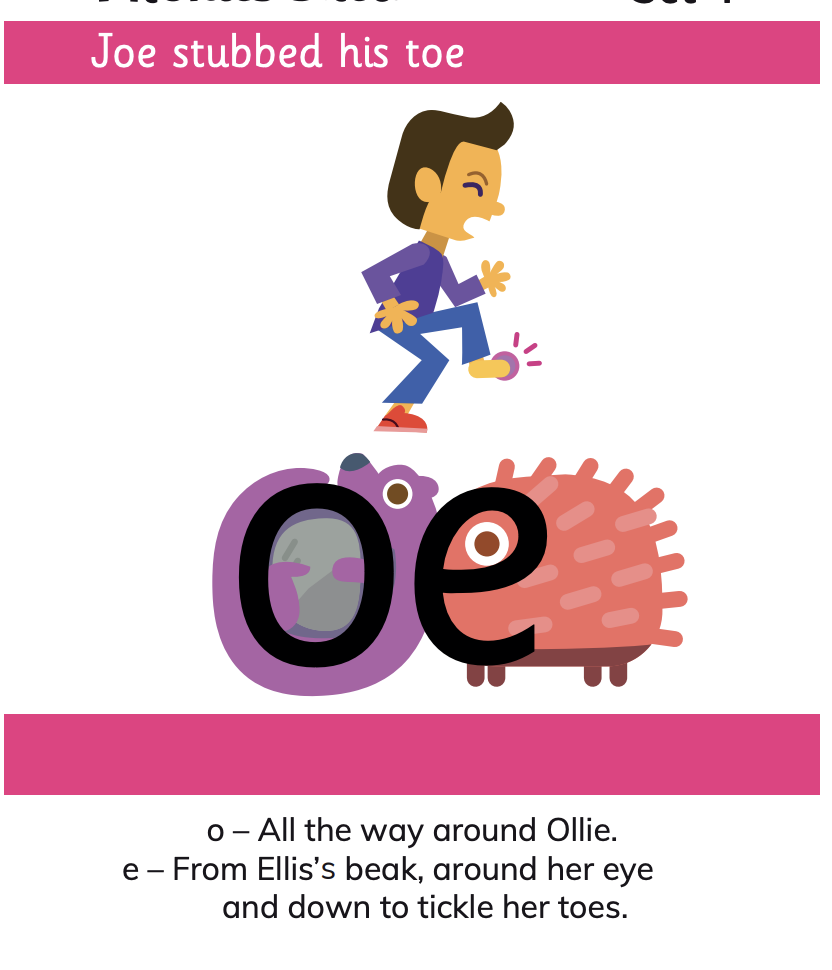 Joe stubbed his toe
oe
o – All the way around Ollie.
e – From Ellis’s beak, around her eye
and down to tickle her toes.